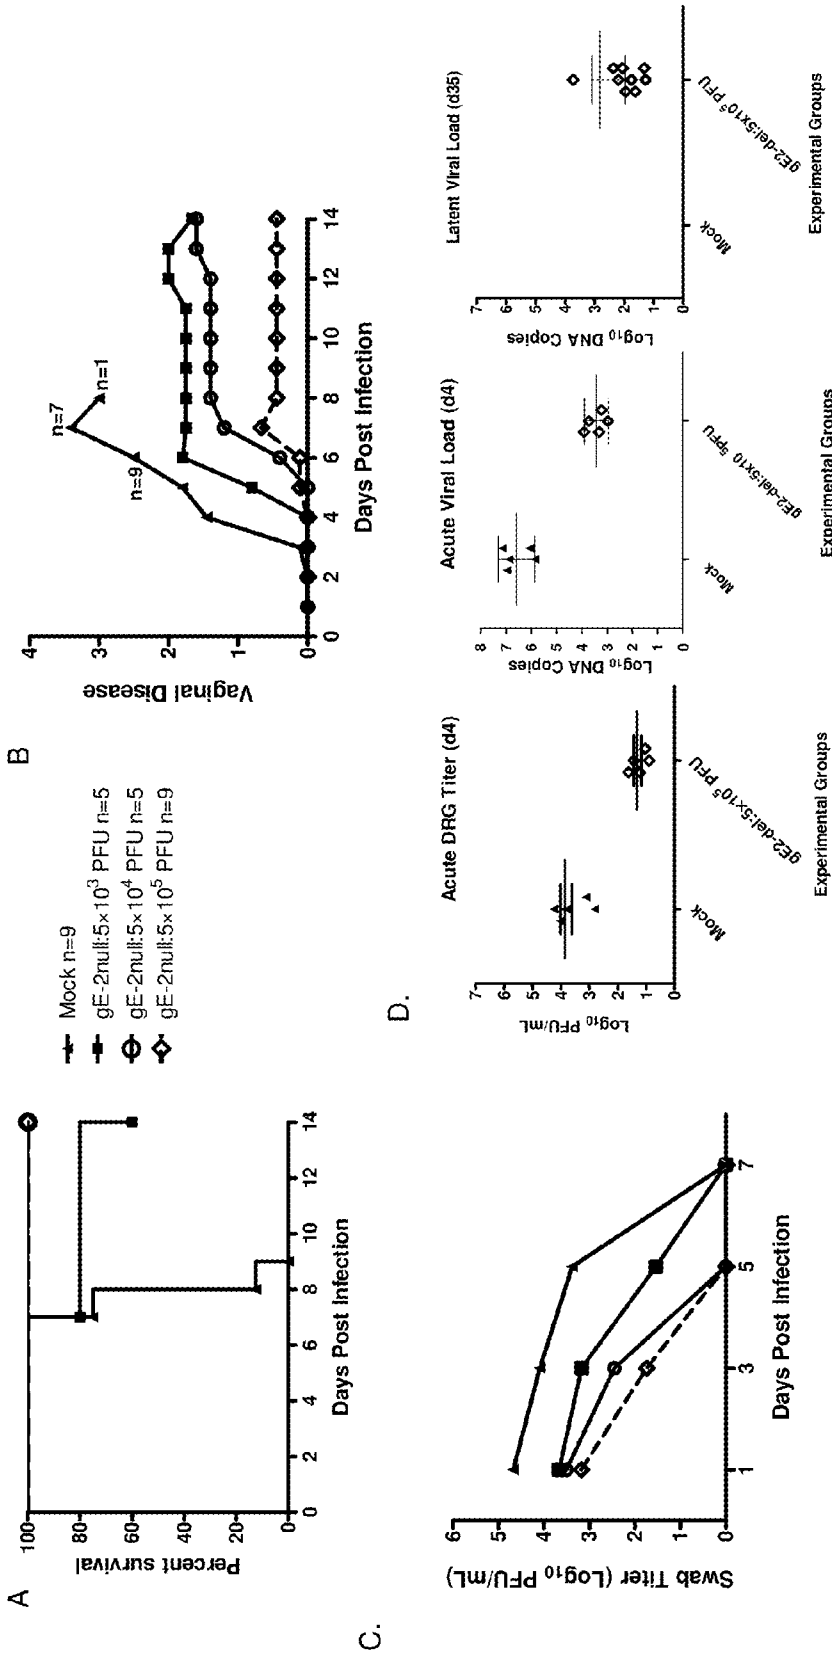 A
Percent survival
100
80
60
40
20
0
0 2 4 6 8 10 12 14
Days Post Infection
Mock n=9
gE-2null:5×10³ PFU n=5
gE-2null:5×10⁴ PFU n=5
gE-2null:5×10⁵ PFU n=9
B
Vaginal Disease
4
3
2
1
0
0 2 4 6 8 10 12 14
Days Post Infection
n=9
n=7
n=1
C.
Swab Titer (Log₁₀ PFU/mL)
6
5
4
3
2
1
0
1 3 5 7
Days Post Infection
D.
Acute DRG Titer (d4)
Log₁₀ PFU/mL
7
6
5
4
3
2
1
0
Mock
gE2-del:5x10⁵ PFU
Experimental Groups
Acute Viral Load (d4)
Log₁₀ DNA Copies
8
7
6
5
4
3
2
1
0
Mock
gE2-del:5x10⁵PFU
Experimental Groups
Latent Viral Load (d35)
Log₁₀ DNA Copies
7
6
5
4
3
2
1
0
Mock
gE2-del:5x10⁵ PFU
Experimental Groups